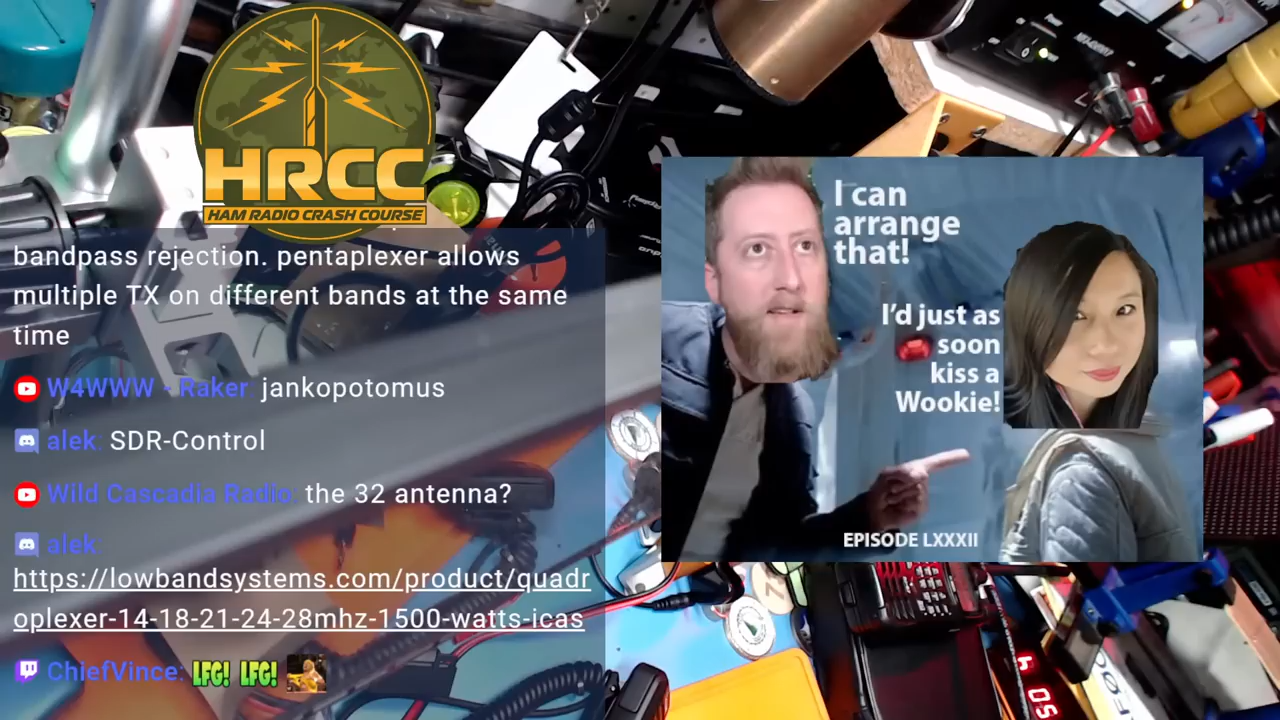 HRCC
HAM RADIO CRASH COURSE
bandpass rejection. pentaplexer allows
multiple TX on different bands at the same
time
W4WWW - Raker: jankopotomus
alek: SDR-Control
Wild Cascadia Radio: the 32 antenna?
alek:
https://lowbandsystems.com/product/quadr
oplexer-14-18-21-24-28mhz-1500-watts-icas
ChiefVince: LFG! LFG!
I can
arrange
that!
I'd just as
soon
kiss a
Wookie!
EPISODE LXXXII